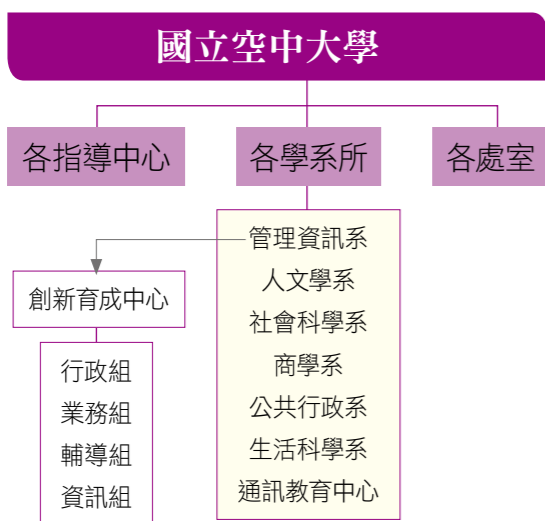 國立空中大學
各指導中心
各學系所
各處室
管理資訊系
人文學系
社會科學系
商學系
公共行政系
生活科學系
通訊教育中心
創新育成中心
行政組
業務組
輔導組
資訊組